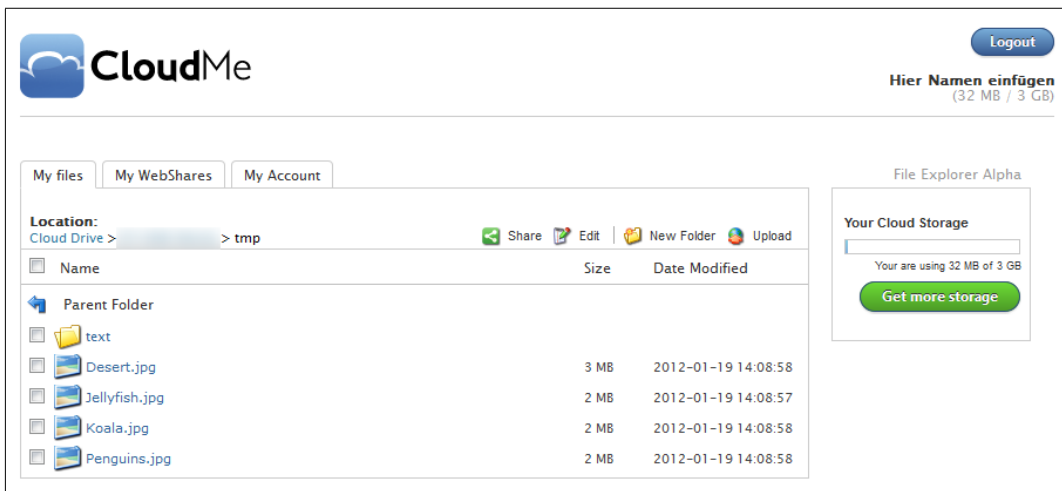 CloudMe
Logout
Hier Namen einfügen
(32 MB / 3 GB)
My files My WebShares My Account
File Explorer Alpha
Location:
Cloud Drive > > tmp
Share Edit New Folder Upload
Name Size Date Modified
Parent Folder
text
Desert.jpg 3 MB 2012-01-19 14:08:58
Jellyfish.jpg 2 MB 2012-01-19 14:08:57
Koala.jpg 2 MB 2012-01-19 14:08:58
Penguins.jpg 2 MB 2012-01-19 14:08:58
Your Cloud Storage
Your are using 32 MB of 3 GB
Get more storage